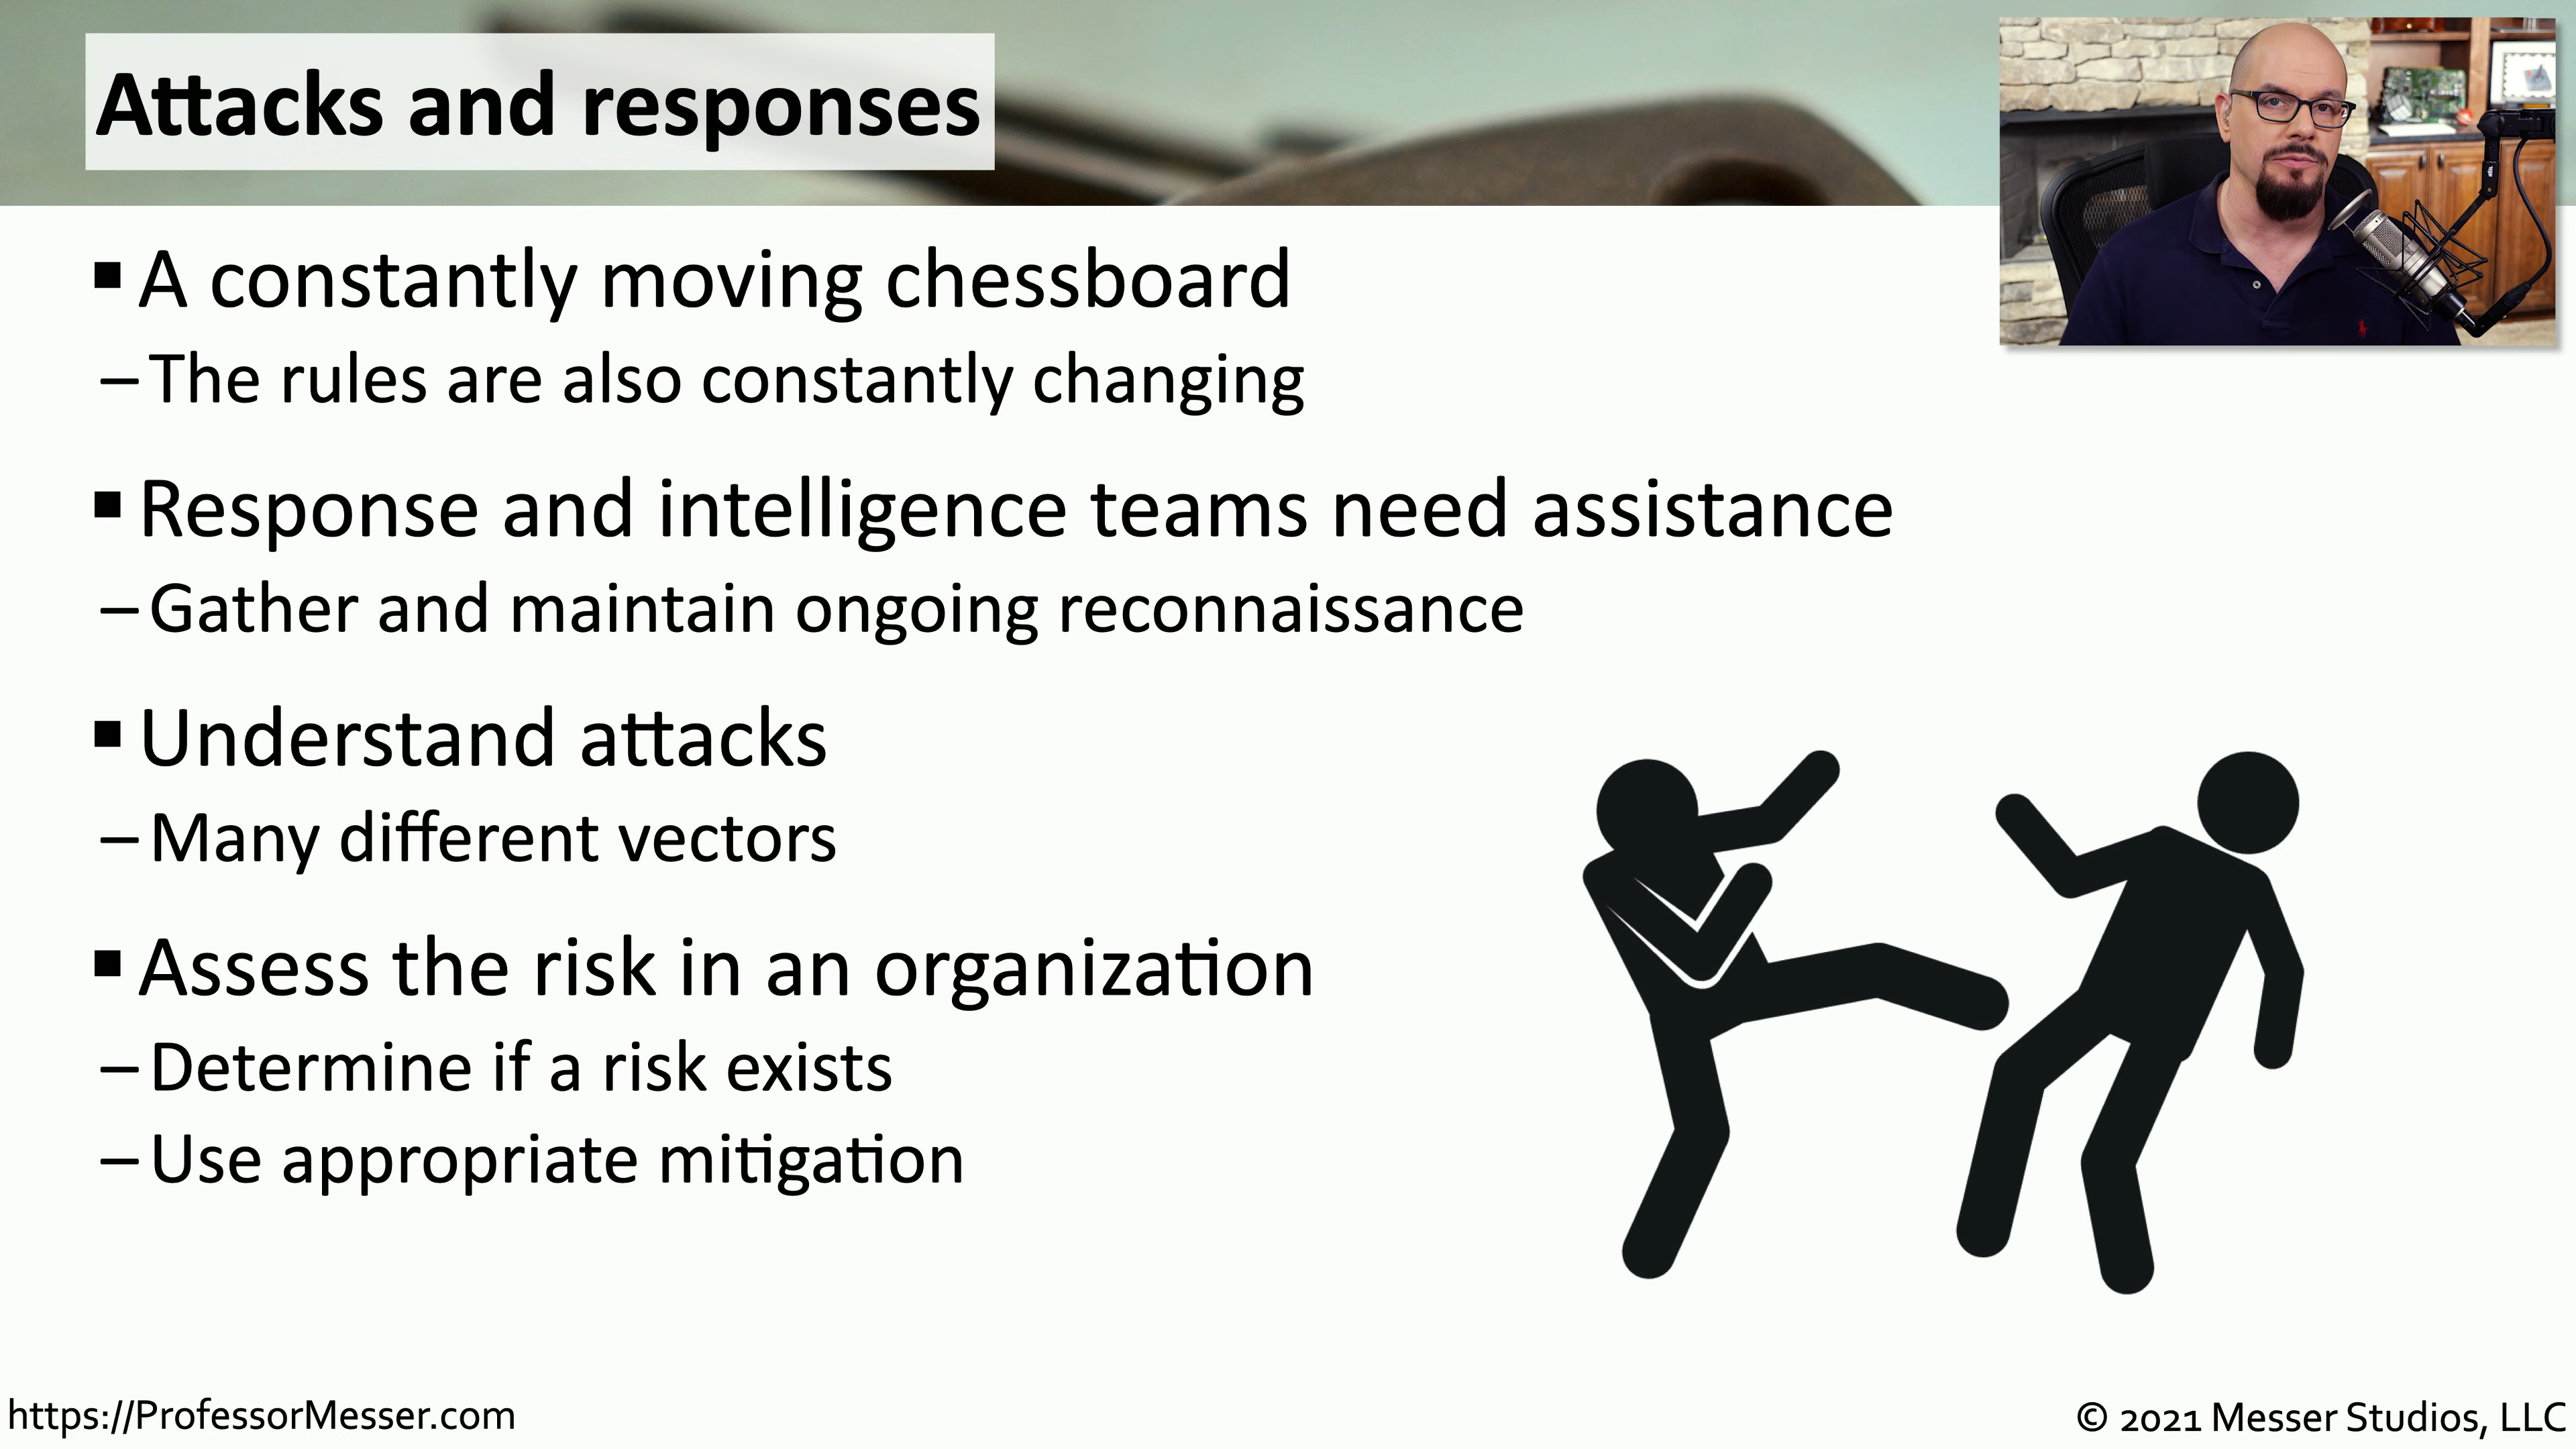 Attacks and responses
▪ A constantly moving chessboard
– The rules are also constantly changing
▪ Response and intelligence teams need assistance
– Gather and maintain ongoing reconnaissance
▪ Understand attacks
– Many different vectors
▪ Assess the risk in an organization
– Determine if a risk exists
– Use appropriate mitigation
https://ProfessorMesser.com
© 2021 Messer Studios, LLC